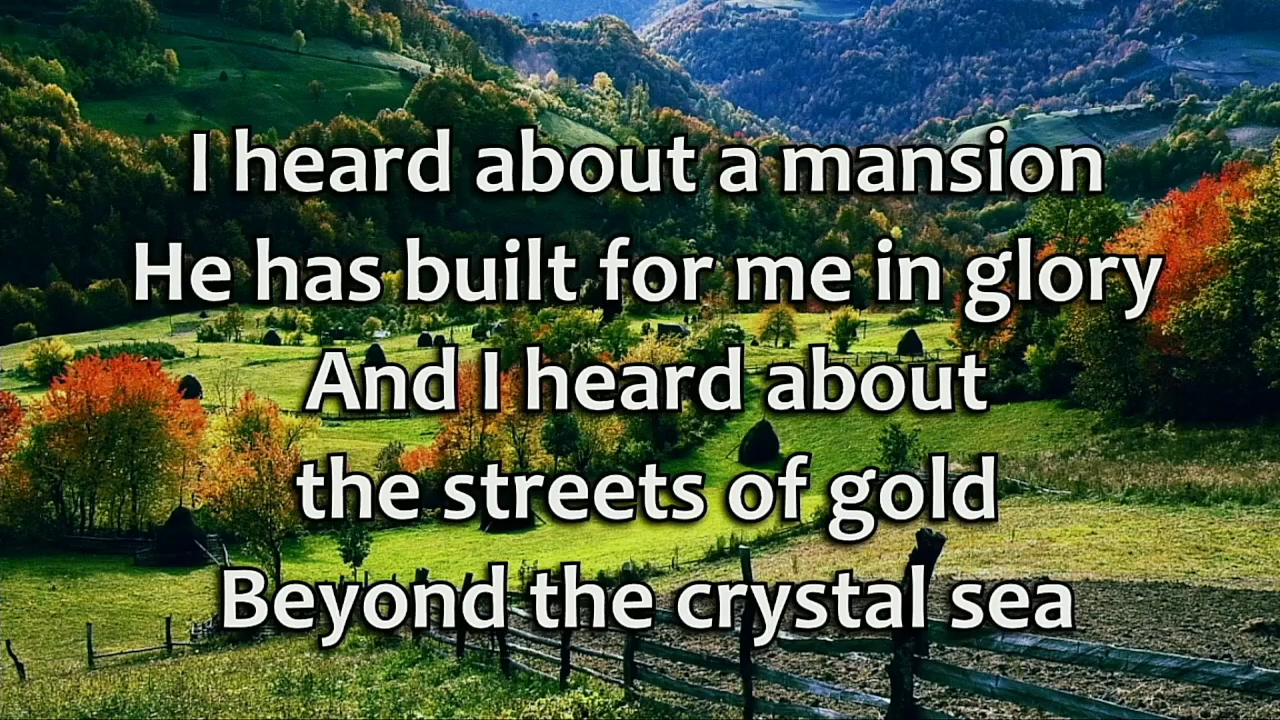 I heard about a mansion
He has built for me in glory
And I heard about
the streets of gold
Beyond the crystal sea